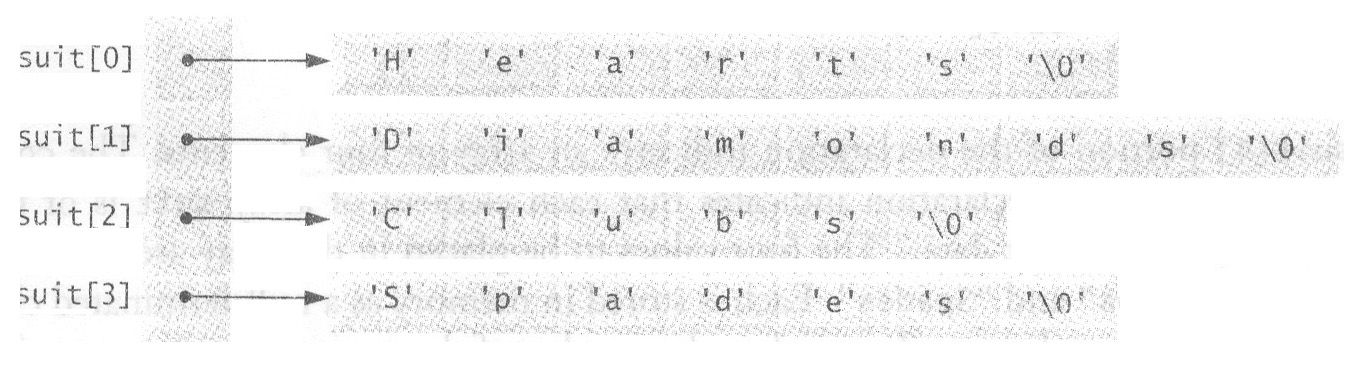 suit[0] 'H' 'e' 'a' 'r' 't' 's' '\0'
suit[1] 'D' 'i' 'a' 'm' 'o' 'n' 'd' 's' '\0'
suit[2] 'C' 'l' 'u' 'b' 's' '\0'
suit[3] 'S' 'p' 'a' 'd' 'e' 's' '\0'